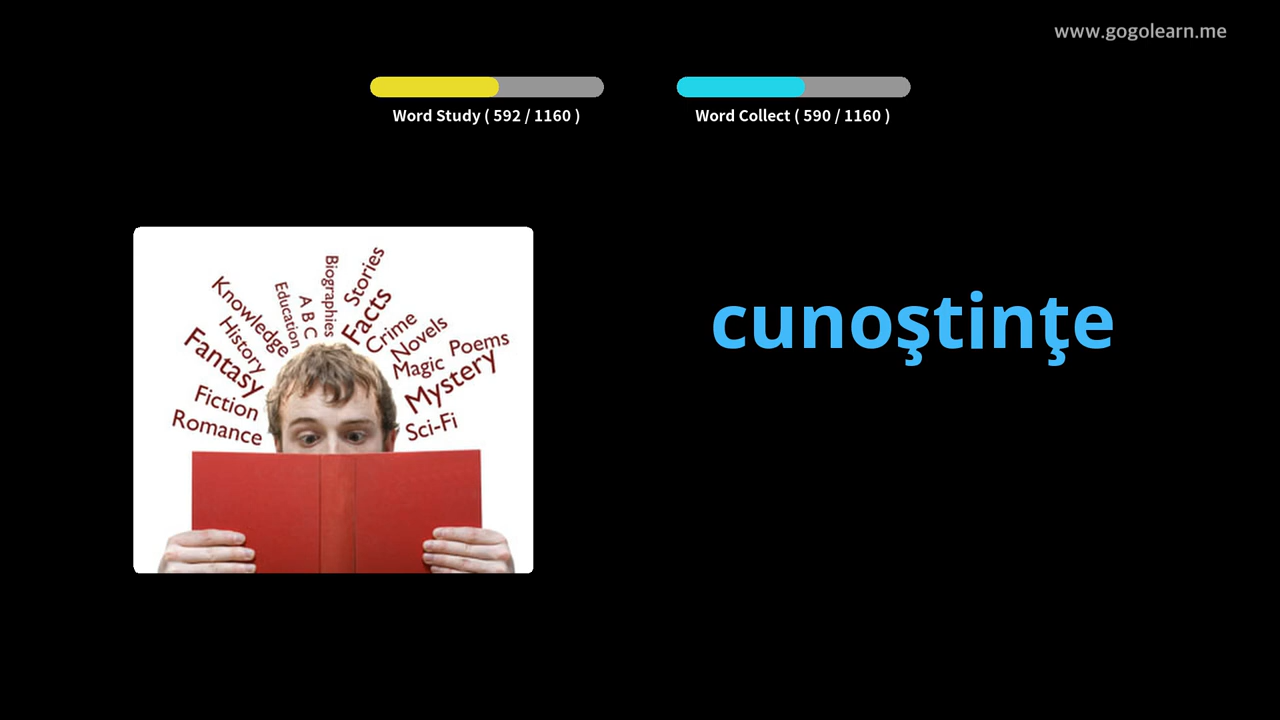 www.gogolearn.me
Word Study ( 592 / 1160 )
Word Collect ( 590 / 1160 )
cunoştinţe
Biographies
Stories
Education
A B C
Facts
Knowledge
Crime
History
Novels
Fantasy
Magic
Poems
Mystery
Fiction
Romance
Sci-Fi